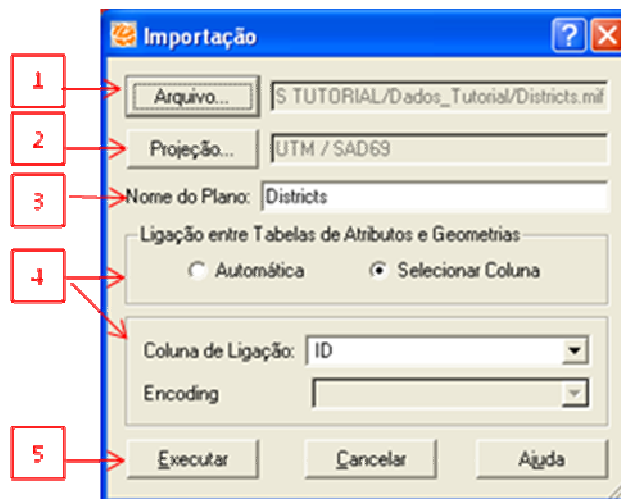 Importação
1
Arquivo... S TUTORIAL/Dados_Tutorial/Districts.mif
2
Projeção... UTM / SAD69
3
Nome do Plano: Districts
Ligação entre Tabelas de Atributos e Geometrias
4
Automática Selecionar Coluna
Coluna de Ligação: ID
Encoding
5
Executar Cancelar Ajuda